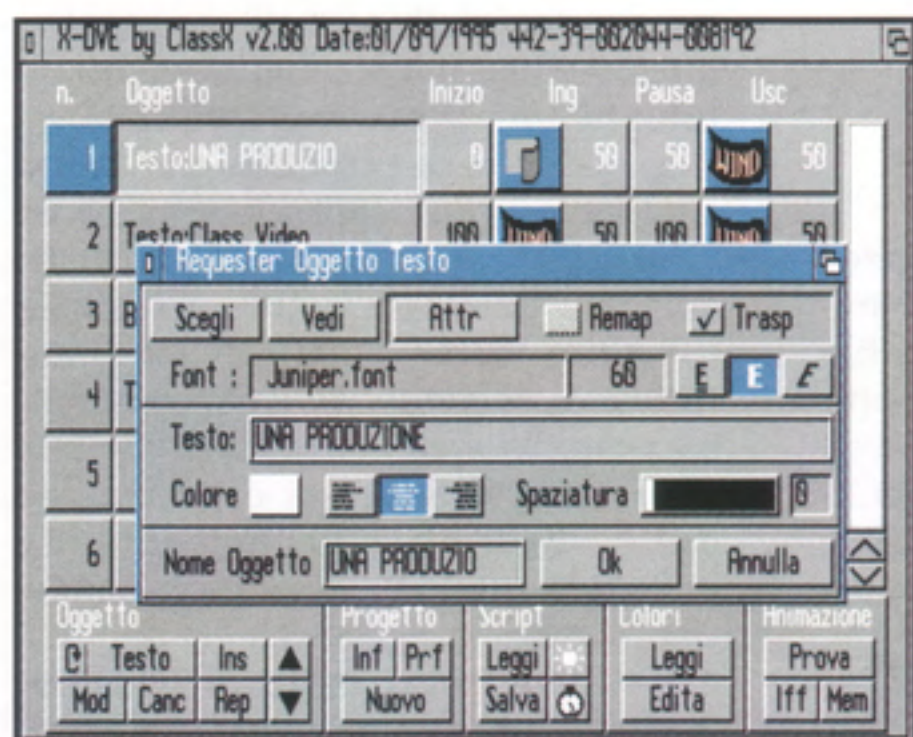 X-DVE by ClassX v2.00 Date:01/09/1995 442-39-002044-008192
n. Oggetto Inizio Ing Pausa Usc
1 Testo:UNA PRODUZIO 0 50 50 WIND 50
2 Testo:Class Video 100 WIND 50 100 WIND 50
Requester Oggetto Testo
3 B Scegli Vedi Attr Remap Trasp
Font : Juniper.font 60 E E E
4 T
Testo: UNA PRODUZIONE
5 Colore Spaziatura 0
6 Nome Oggetto UNA PRODUZIO Ok Annulla
Oggetto Progetto Script Colori Animazione
Testo Ins Inf Prf Leggi Leggi Prova
Mod Canc Rep Nuovo Salva Edita Iff Mem